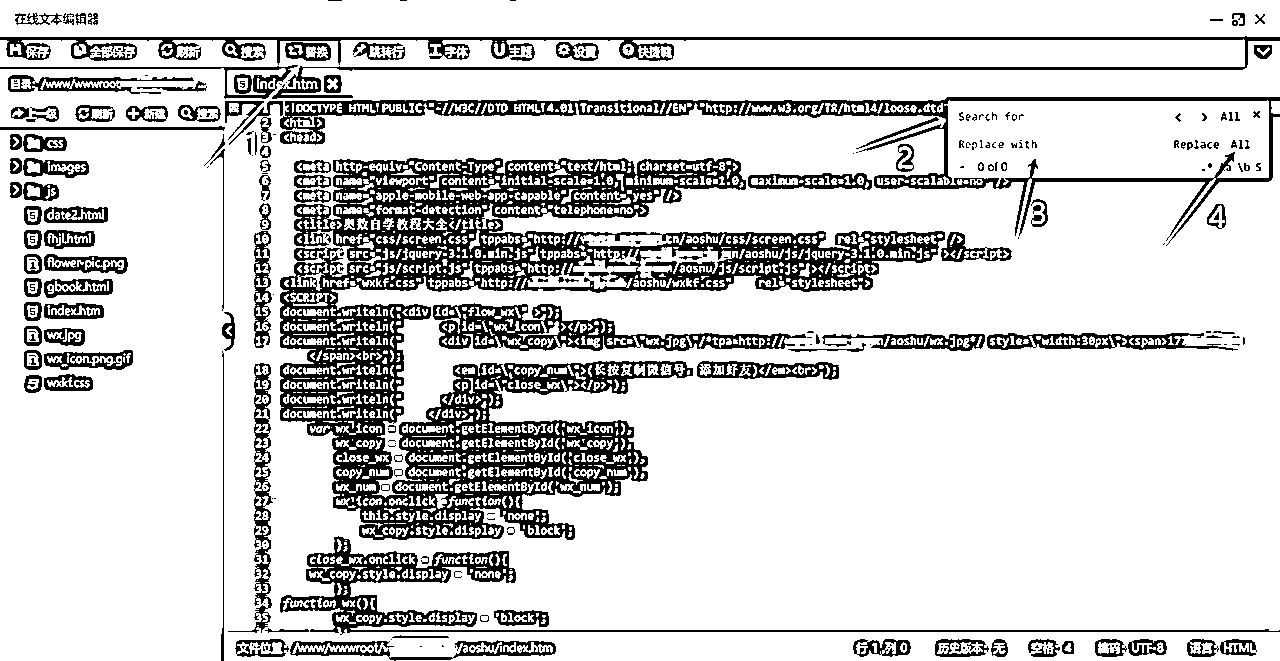 在线文本编辑器
保存 全部保存 刷新 搜索 替换 跳转行 字体 主题 设置 快捷键
目录: /www/wwwroot/
index.htm
上一级 刷新 新建 搜索
css
images
js
date2.html
fhjl.html
flower-pic.png
gbook.html
index.htm
wx.jpg
wx_icon.png.gif
wxkf.css
<!DOCTYPE HTML PUBLIC "-//W3C//DTD HTML 4.01 Transitional//EN" "http://www.w3.org/TR/html4/loose.dtd"
2 <html>
3 <head>
4
5 <meta http-equiv="Content-Type" content="text/html; charset=utf-8">
6 <meta name="viewport" content="initial-scale=1.0, minimum-scale=1.0, maximum-scale=1.0, user-scalable=no" />
7 <meta name="apple-mobile-web-app-capable" content="yes" />
8 <meta name="format-detection" content="telephone=no">
9 <title>奥数自学教程大全</title>
10 <link href="css/screen.css" tppabs="http:// cn/aoshu/css/screen.css" rel="stylesheet" />
11 <script src="js/jquery-3.1.0.min.js" tppabs="http:// /aoshu/js/jquery-3.1.0.min.js" ></script>
12 <script src="js/script.js" tppabs="http:// /aoshu/js/script.js"></script>
13 <link href="wxkf.css" tppabs="http:// /aoshu/wxkf.css" rel="stylesheet">
14 <SCRIPT>
15 document.writeln("<div id=\"flow_wx\" >");
16 document.writeln(" <p id=\"wx_icon\" ></p>");
17 document.writeln(" <div id=\"wx_copy\"><img src=\"wx.jpg\"/*tpa=http:// /aoshu/wx.jpg*/ style=\"width:30px\"><span>17
</span><br>");
18 document.writeln(" <em id=\"copy_num\">(长按复制微信号, 添加好友)</em><br>");
19 document.writeln(" <p id=\"close_wx\"></p>");
20 document.writeln(" </div>");
21 document.writeln(" </div>");
22 var wx_icon = document.getElementById('wx_icon'),
23 wx_copy = document.getElementById('wx_copy'),
24 close_wx = document.getElementById('close_wx'),
25 copy_num = document.getElementById('copy_num'),
26 wx_num = document.getElementById('wx_num');
27 wx_icon.onclick = function(){
28 this.style.display = 'none';
29 wx_copy.style.display = 'block';
30 };
31 close_wx.onclick = function(){
32 wx_copy.style.display = 'none';
33 };
34 function wx(){
35 wx_copy.style.display = 'block';
Search for All
Replace with Replace All
- 0 of 0 .* Aa \b S
1
2
3
4
文件位置: /www/wwwroot/ /aoshu/index.htm 行 1,列 0 历史版本: 无 空格: 4 编码: UTF-8 语言: HTML